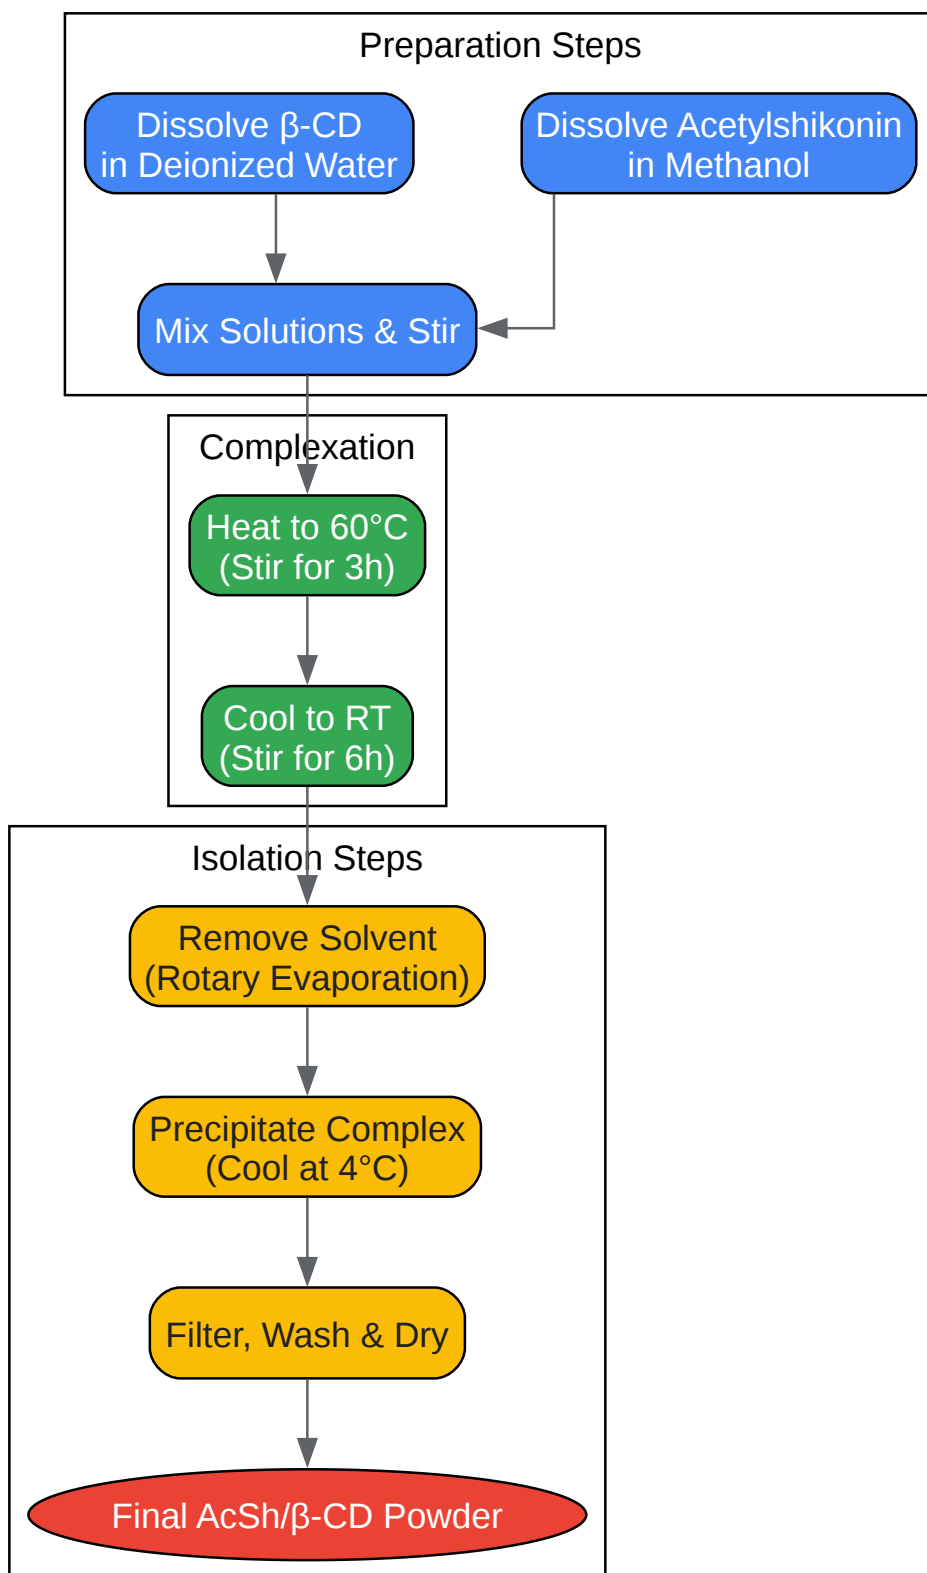 Preparation Steps
Dissolve β-CD
in Deionized Water
Dissolve Acetylshikonin
in Methanol
Mix Solutions & Stir
Complexation
Heat to 60°C
(Stir for 3h)
Cool to RT
(Stir for 6h)
Isolation Steps
Remove Solvent
(Rotary Evaporation)
Precipitate Complex
(Cool at 4°C)
Filter, Wash & Dry
Final AcSh/β-CD Powder